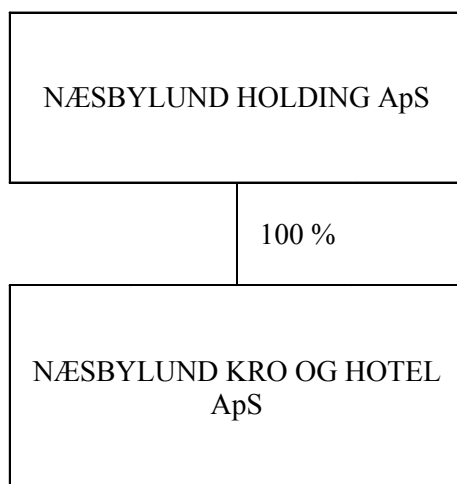 NÆSBYLUND HOLDING ApS
100 %
NÆSBYLUND KRO OG HOTEL
ApS